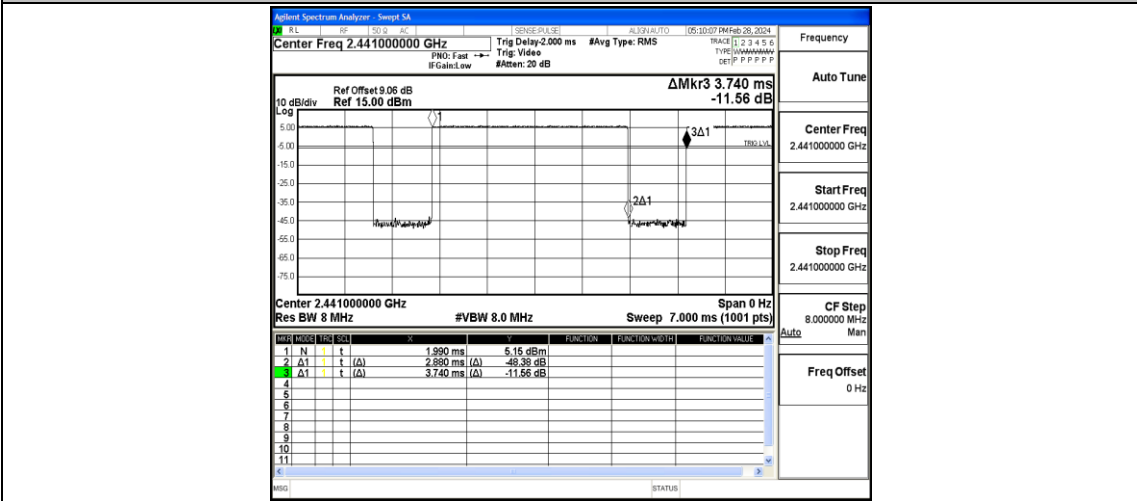 Agilent Spectrum Analyzer - Swept SA
RL RF 50 Ω AC SENSE:PULSE ALIGN AUTO 05:10:07 PM Feb 28, 2024
Center Freq 2.441000000 GHz
PNO: Fast
IFGain:Low
Trig Delay-2.000 ms
Trig: Video
#Atten: 20 dB
#Avg Type: RMS
TRACE 1 2 3 4 5 6
TYPE
DET P P P P P P
Frequency
Auto Tune
Center Freq
2.441000000 GHz
Start Freq
2.441000000 GHz
Stop Freq
2.441000000 GHz
CF Step
8.000000 MHz
Auto Man
Freq Offset
0 Hz
ΔMkr3 3.740 ms
-11.56 dB
Ref Offset 9.06 dB
10 dB/div Ref 15.00 dBm
Log
5.00
-5.00
-15.0
-25.0
-35.0
-45.0
-55.0
-65.0
-75.0
1
3Δ1
TRIG LVL
2Δ1
Center 2.441000000 GHz Span 0 Hz
Res BW 8 MHz #VBW 8.0 MHz Sweep 7.000 ms (1001 pts)
MKR MODE TRC SCL X Y FUNCTION FUNCTION WIDTH FUNCTION VALUE
1 N 1 t 1.990 ms 5.15 dBm
2 Δ1 1 t (Δ) 2.880 ms (Δ) -48.38 dB
3 Δ1 1 t (Δ) 3.740 ms (Δ) -11.56 dB
4
5
6
7
8
9
10
11
MSG STATUS